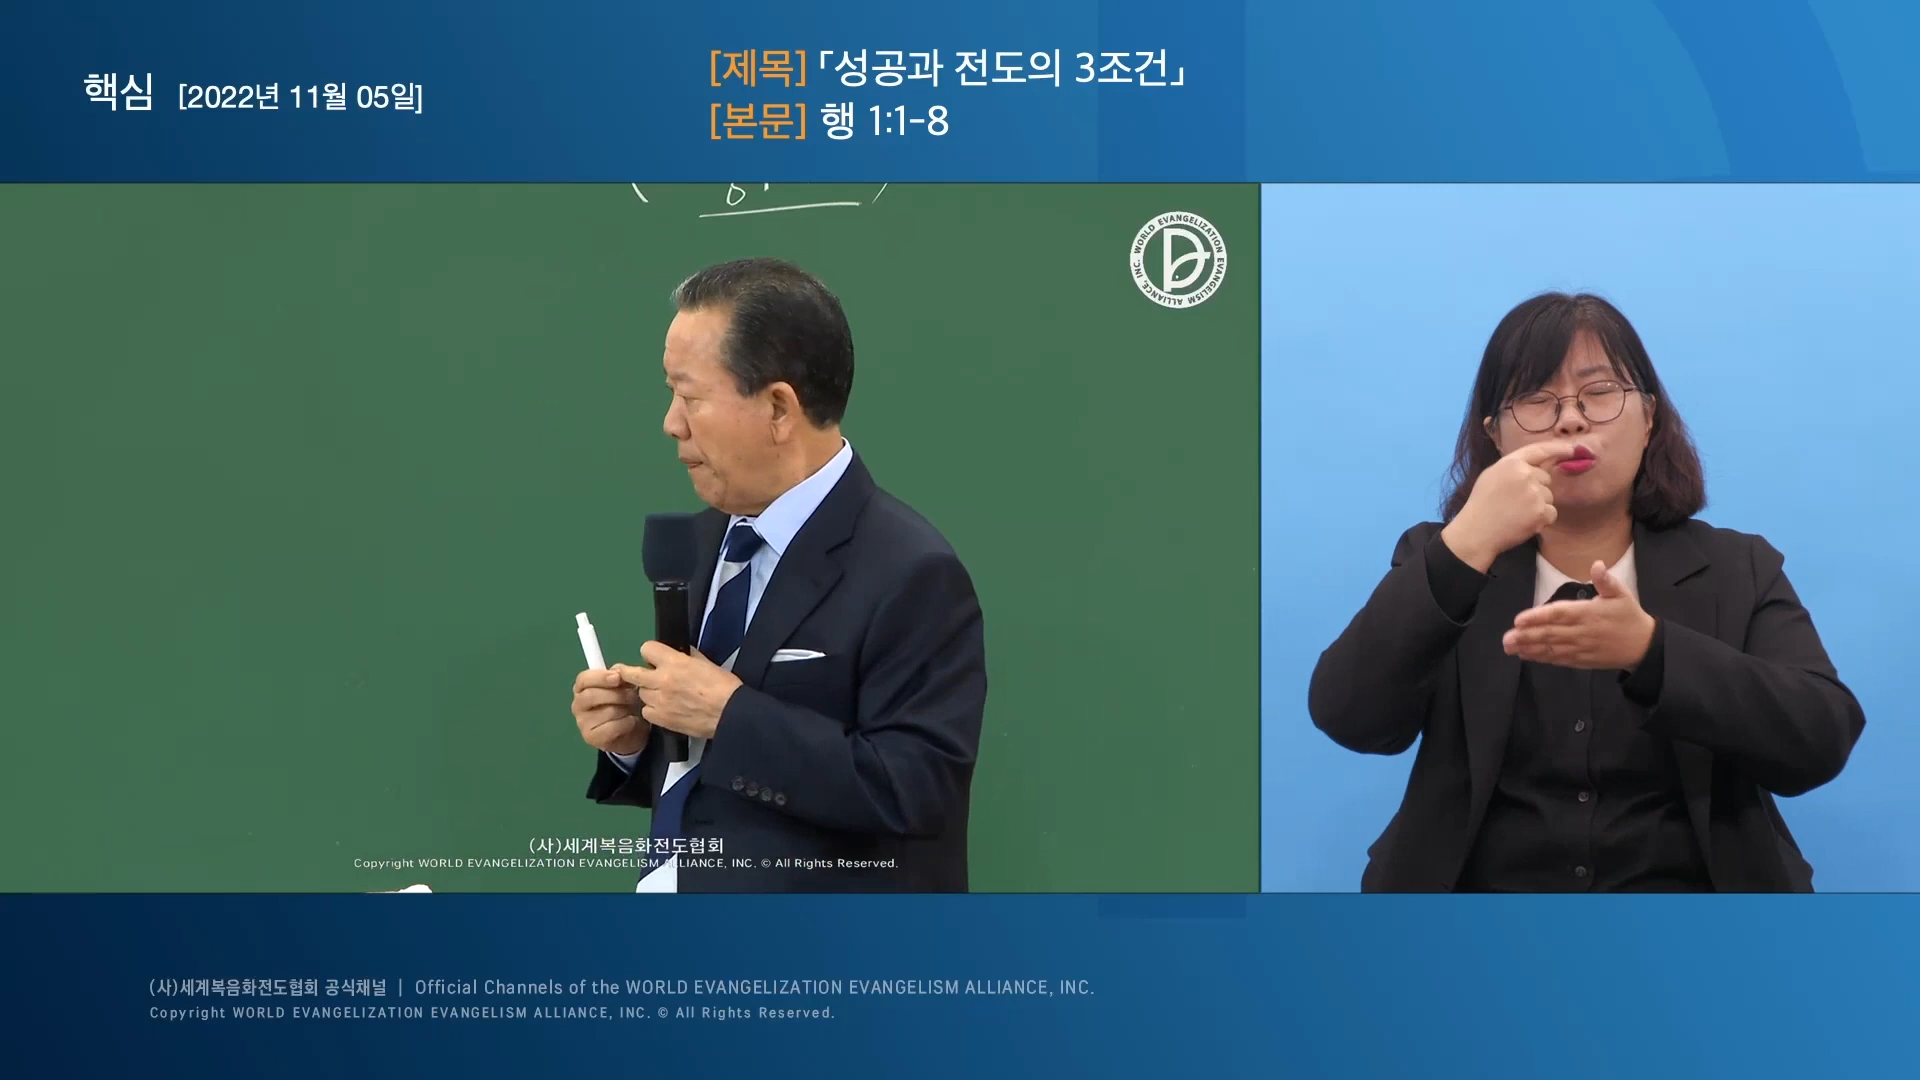 핵심 [2022년 11월 05일]
[제목] 「성공과 전도의 3조건」
[본문] 행 1:1-8
WORLD EVANGELIZATION EVANGELISM ALLIANCE, INC.
(사)세계복음화전도협회
Copyright WORLD EVANGELIZATION EVANGELISM ALLIANCE, INC. © All Rights Reserved.
(사)세계복음화전도협회 공식채널 | Official Channels of the WORLD EVANGELIZATION EVANGELISM ALLIANCE, INC.
Copyright WORLD EVANGELIZATION EVANGELISM ALLIANCE, INC. © All Rights Reserved.